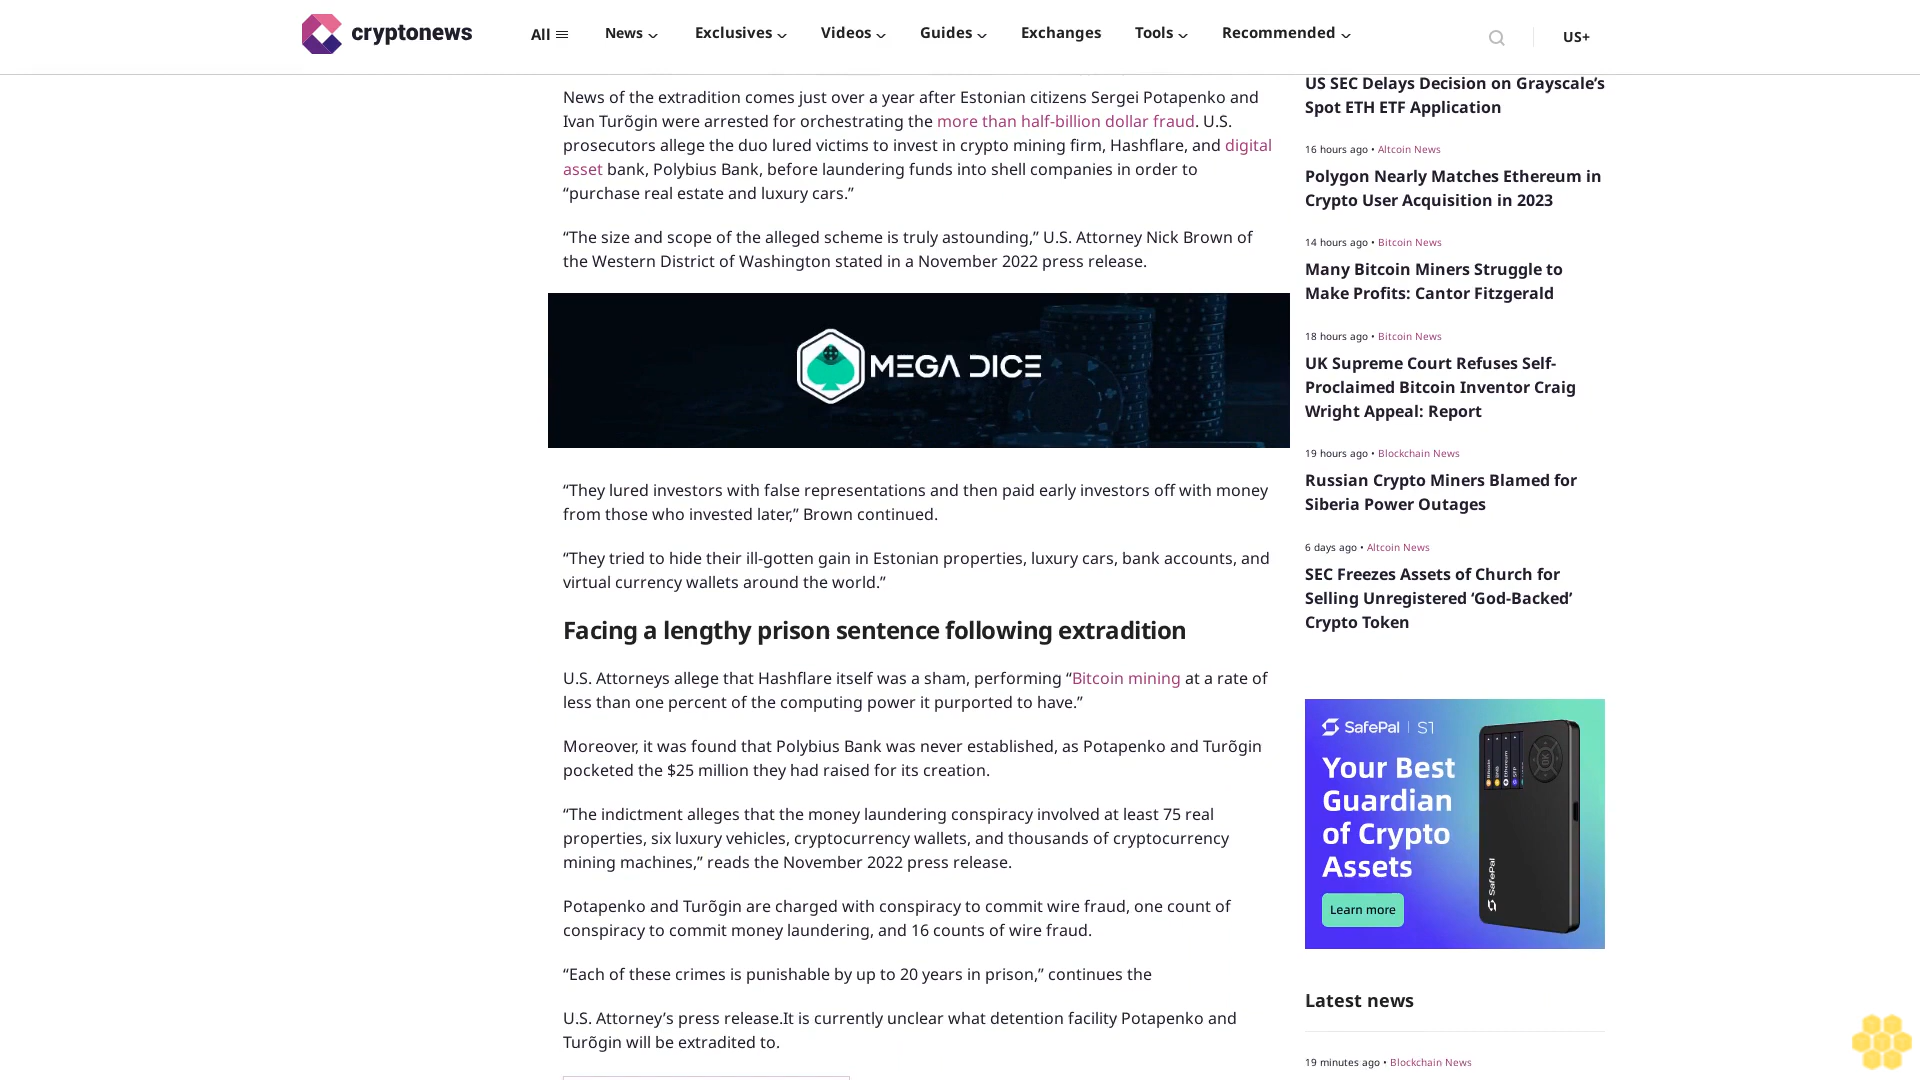 cryptonews
All
News
Exclusives
Videos
Guides
Exchanges
Tools
Recommended
US+
News of the extradition comes just over a year after Estonian citizens Sergei Potapenko and
Ivan Turõgin were arrested for orchestrating the more than half-billion dollar fraud. U.S.
prosecutors allege the duo lured victims to invest in crypto mining firm, Hashflare, and digital
asset bank, Polybius Bank, before laundering funds into shell companies in order to
“purchase real estate and luxury cars.”
“The size and scope of the alleged scheme is truly astounding,” U.S. Attorney Nick Brown of
the Western District of Washington stated in a November 2022 press release.
MEGA DICE
“They lured investors with false representations and then paid early investors off with money
from those who invested later,” Brown continued.
“They tried to hide their ill-gotten gain in Estonian properties, luxury cars, bank accounts, and
virtual currency wallets around the world.”
Facing a lengthy prison sentence following extradition
U.S. Attorneys allege that Hashflare itself was a sham, performing “Bitcoin mining at a rate of
less than one percent of the computing power it purported to have.”
Moreover, it was found that Polybius Bank was never established, as Potapenko and Turõgin
pocketed the $25 million they had raised for its creation.
“The indictment alleges that the money laundering conspiracy involved at least 75 real
properties, six luxury vehicles, cryptocurrency wallets, and thousands of cryptocurrency
mining machines,” reads the November 2022 press release.
Potapenko and Turõgin are charged with conspiracy to commit wire fraud, one count of
conspiracy to commit money laundering, and 16 counts of wire fraud.
“Each of these crimes is punishable by up to 20 years in prison,” continues the
U.S. Attorney’s press release.It is currently unclear what detention facility Potapenko and
Turõgin will be extradited to.
US SEC Delays Decision on Grayscale’s
Spot ETH ETF Application
16 hours ago • Altcoin News
Polygon Nearly Matches Ethereum in
Crypto User Acquisition in 2023
14 hours ago • Bitcoin News
Many Bitcoin Miners Struggle to
Make Profits: Cantor Fitzgerald
18 hours ago • Bitcoin News
UK Supreme Court Refuses Self-
Proclaimed Bitcoin Inventor Craig
Wright Appeal: Report
19 hours ago • Blockchain News
Russian Crypto Miners Blamed for
Siberia Power Outages
6 days ago • Altcoin News
SEC Freezes Assets of Church for
Selling Unregistered ‘God-Backed’
Crypto Token
SafePal | S1
Your Best
Guardian
of Crypto
Assets
Learn more
SafePal
Latest news
19 minutes ago • Blockchain News